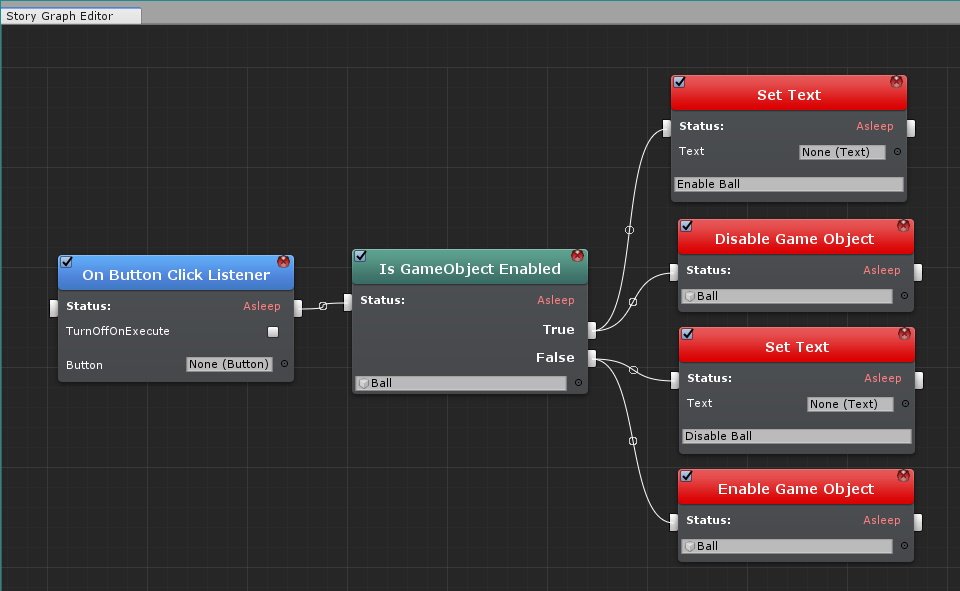 Story Graph Editor
On Button Click Listener
Status: Asleep
TurnOffOnExecute
Button None (Button)
Is GameObject Enabled
Status: Asleep
True
False
Ball
Set Text
Status: Asleep
Text None (Text)
Enable Ball
Disable Game Object
Status: Asleep
Ball
Set Text
Status: Asleep
Text None (Text)
Disable Ball
Enable Game Object
Status: Asleep
Ball